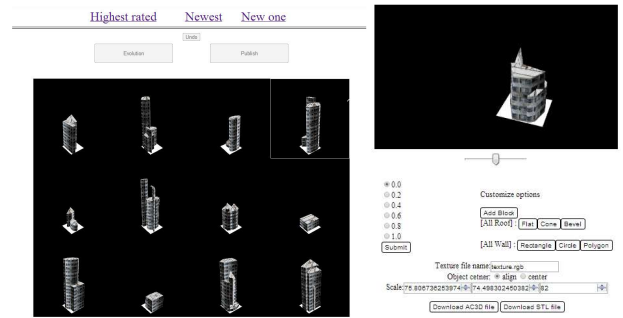 Highest rated Newest New one
Undo
Evolution Publish
0.0
0.2
0.4
0.6
0.8
1.0
Submit
Customize options
Add Block
[All Roof] : Flat Cone Bevel
[All Wall] : Rectangle Circle Polygon
Texture file name: texture.rgb
Object cetner: align center
Scale: 75.806736253974 74.498302450382 82
Download AC3D file Download STL file